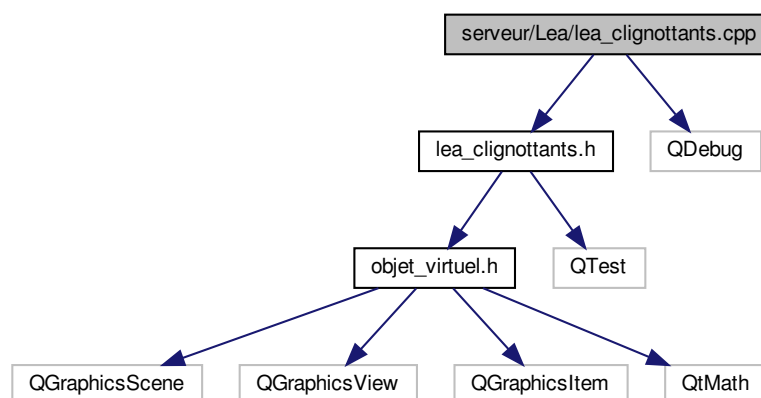 serveur/Lea/lea_clignottants.cpp
lea_clignottants.h
QDebug
objet_virtuel.h
QTest
QGraphicsScene
QGraphicsView
QGraphicsItem
QtMath